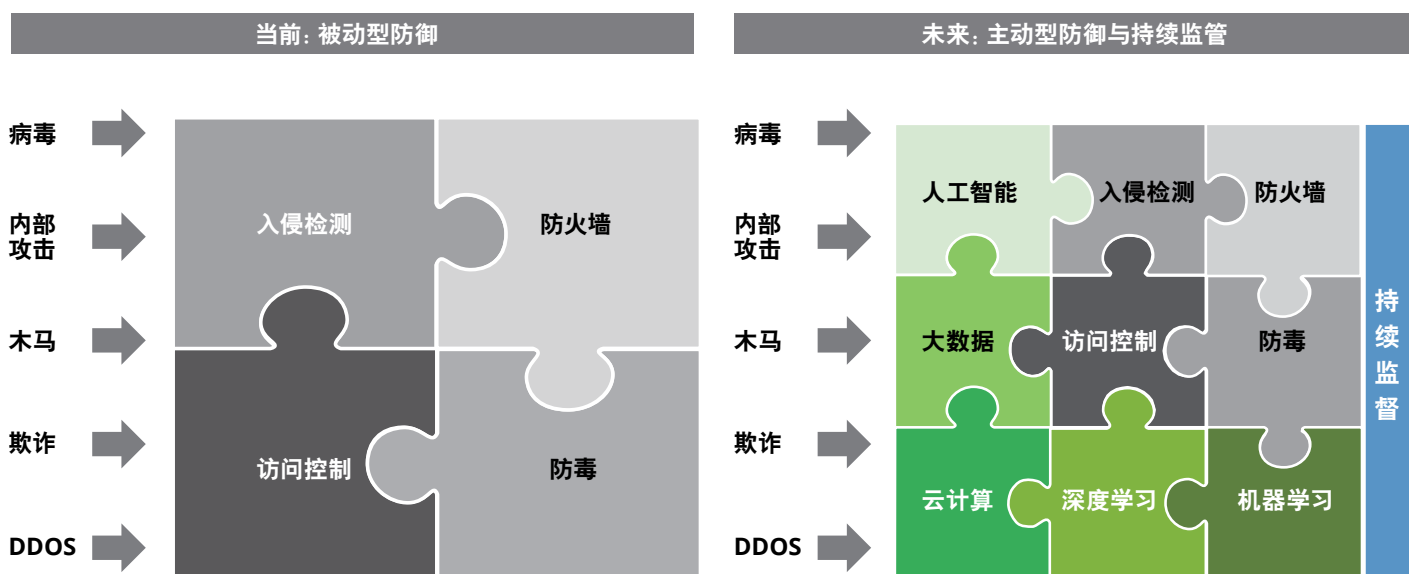 当前：被动型防御
病毒
内部
攻击
木马
欺诈
DDOS
入侵检测
防火墙
访问控制
防毒
未来：主动型防御与持续监管
病毒
内部
攻击
木马
欺诈
DDOS
人工智能
入侵检测
防火墙
大数据
访问控制
防毒
云计算
深度学习
机器学习
持续监督